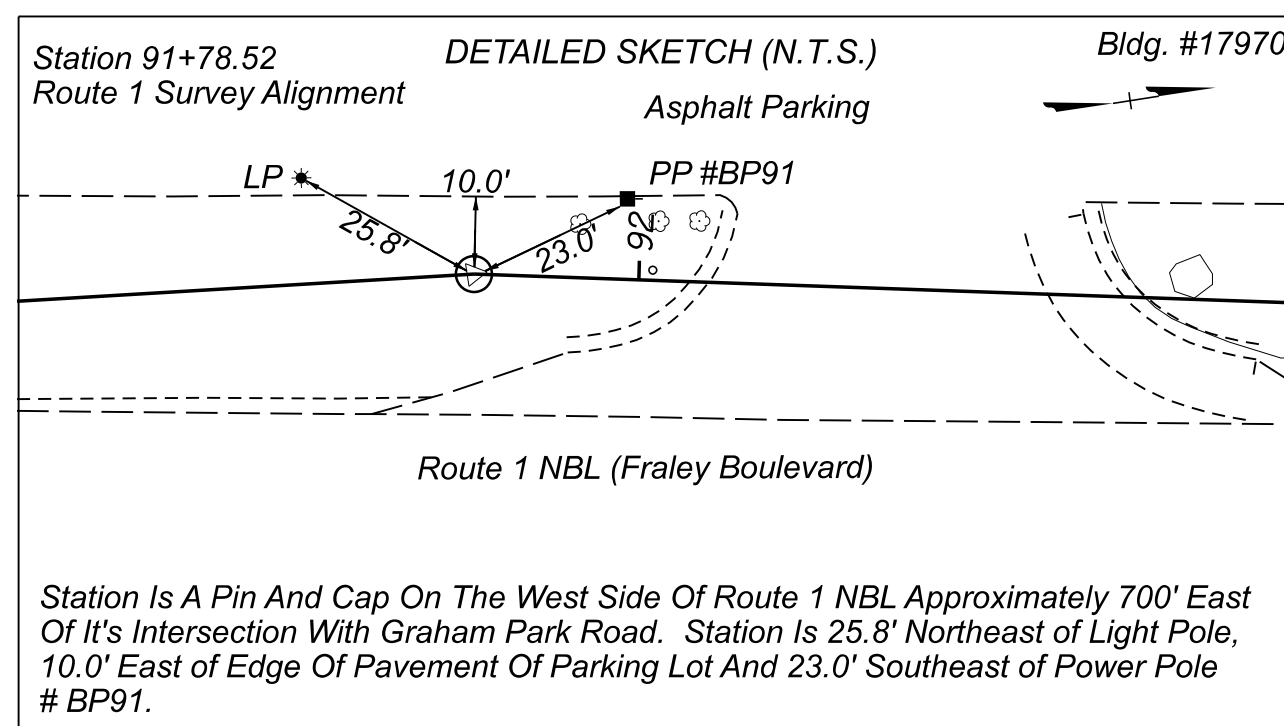 Station 91+78.52
Route 1 Survey Alignment
DETAILED SKETCH (N.T.S.)
Bldg. #17970
Asphalt Parking
LP
10.0'
PP #BP91
25.8'
23.0'
92
Route 1 NBL (Fraley Boulevard)
Station Is A Pin And Cap On The West Side Of Route 1 NBL Approximately 700' East
Of It's Intersection With Graham Park Road. Station Is 25.8' Northeast of Light Pole,
10.0' East of Edge Of Pavement Of Parking Lot And 23.0' Southeast of Power Pole
# BP91.